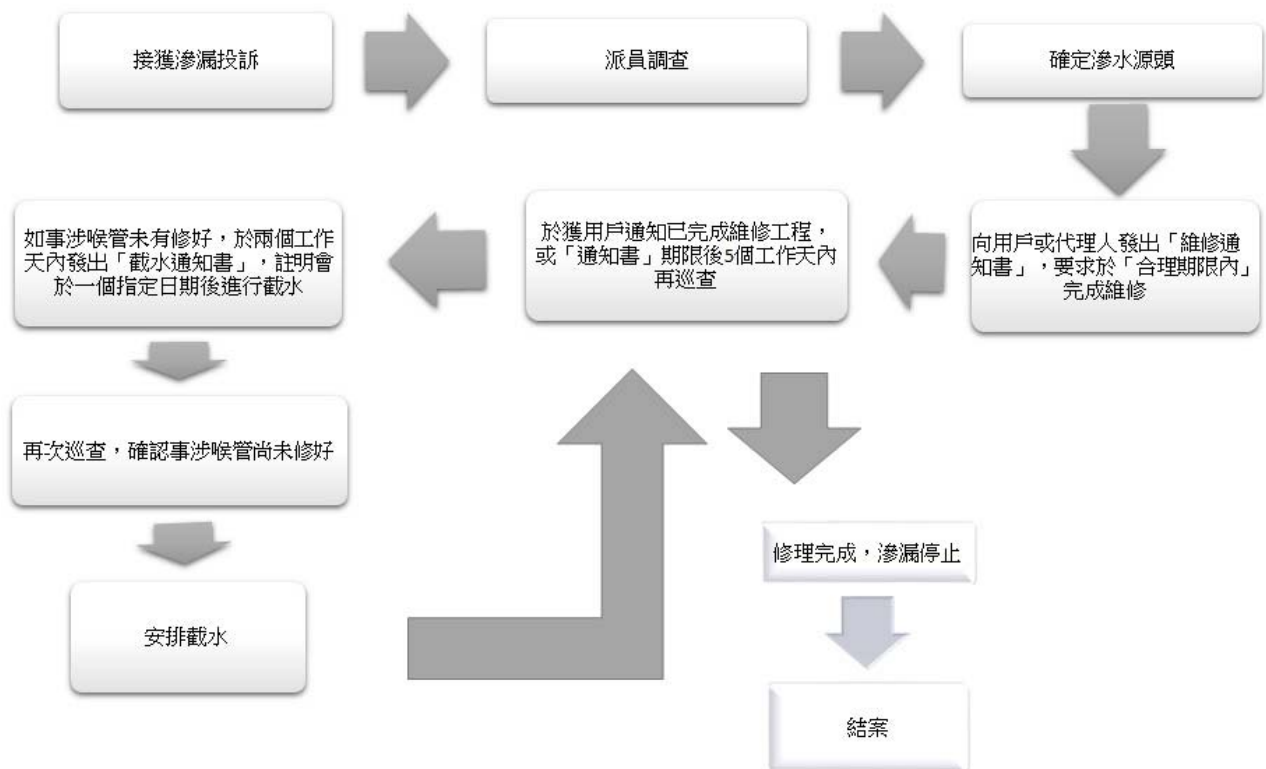 接獲滲漏投訴
派員調查
確定滲水源頭
向用戶或代理人發出「維修通
知書」，要求於「合理期限內」
完成維修
於獲用戶通知已完成維修工程，
或「通知書」期限後5個工作天內
再巡查
如事涉喉管未有修好，於兩個工作
天內發出「截水通知書」，註明會
於一個指定日期後進行截水
再次巡查，確認事涉喉管尚未修好
安排截水
修理完成，滲漏停止
結案